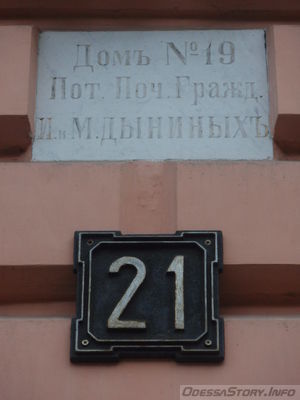 Домъ №19
Пот. Поч. Гражд.
И. и М. ДЫНИНЫХЪ
21
OdessaStory.Info